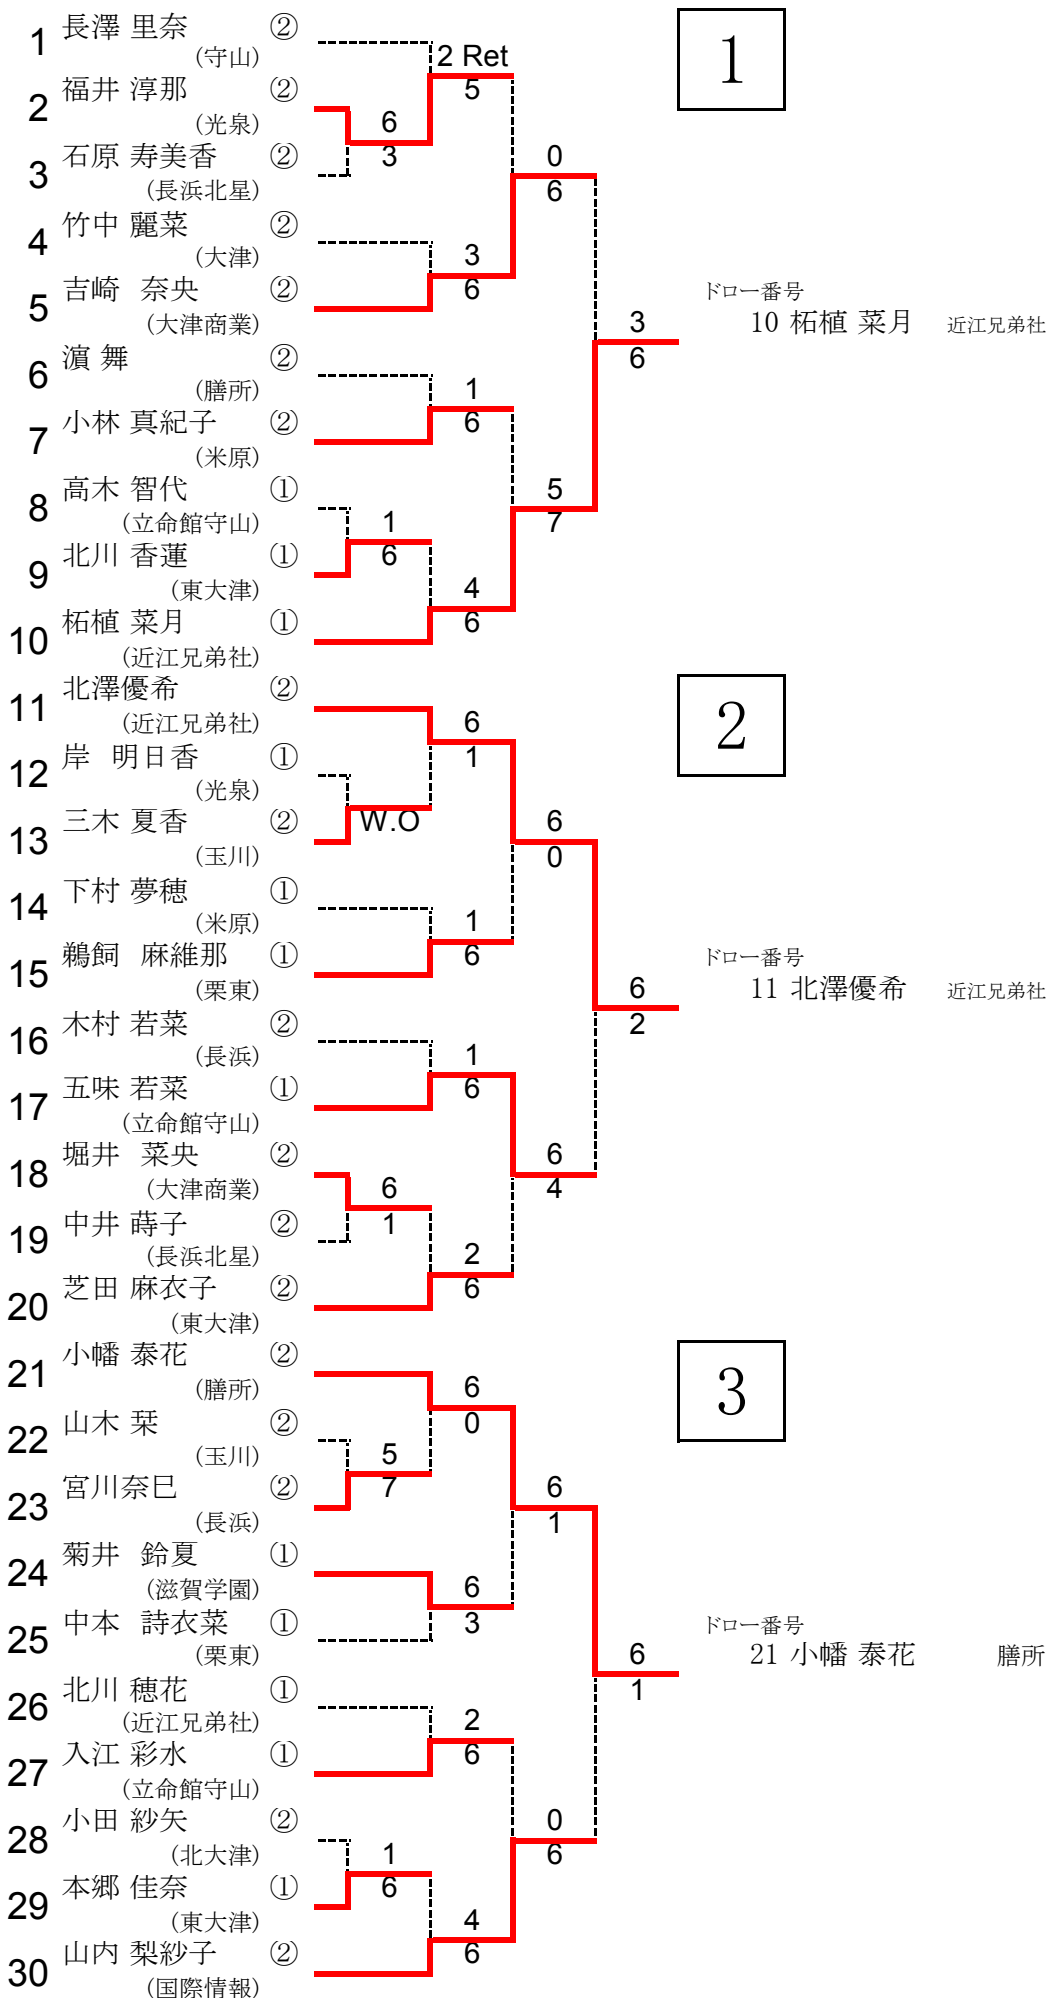 1 長澤 里奈 ②
(守山)
2 Ret
5
1
2 福井 淳那 ②
(光泉)
6
3
3 石原 寿美香 ②
(長浜北星)
0
6
4 竹中 麗菜 ②
(大津)
3
6
5 吉崎 奈央 ②
(大津商業)
ドロー番号
10 柘植 菜月 近江兄弟社
3
6
6 濵 舞 ②
(膳所)
1
6
7 小林 真紀子 ②
(米原)
8 高木 智代 ①
(立命館守山)
5
7
1
6
9 北川 香蓮 ①
(東大津)
4
6
10 柘植 菜月 ①
(近江兄弟社)
11 北澤優希 ②
(近江兄弟社)
2
6
1
12 岸 明日香 ①
(光泉)
W.O
13 三木 夏香 ②
(玉川)
6
0
14 下村 夢穂 ①
(米原)
1
6
15 鵜飼 麻維那 ①
(栗東)
ドロー番号
11 北澤優希 近江兄弟社
6
2
16 木村 若菜 ②
(長浜)
1
6
17 五味 若菜 ①
(立命館守山)
18 堀井 菜央 ②
(大津商業)
6
4
6
1
19 中井 蒔子 ②
(長浜北星)
2
6
20 芝田 麻衣子 ②
(東大津)
21 小幡 泰花 ②
(膳所)
3
6
0
22 山木 栞 ②
(玉川)
5
7
23 宮川奈巳 ②
(長浜)
6
1
24 菊井 鈴夏 ①
(滋賀学園)
6
3
25 中本 詩衣菜 ①
(栗東)
ドロー番号
21 小幡 泰花 膳所
6
1
26 北川 穂花 ①
(近江兄弟社)
2
6
27 入江 彩水 ①
(立命館守山)
28 小田 紗矢 ②
(北大津)
0
6
1
6
29 本郷 佳奈 ①
(東大津)
4
6
30 山内 梨紗子 ②
(国際情報)